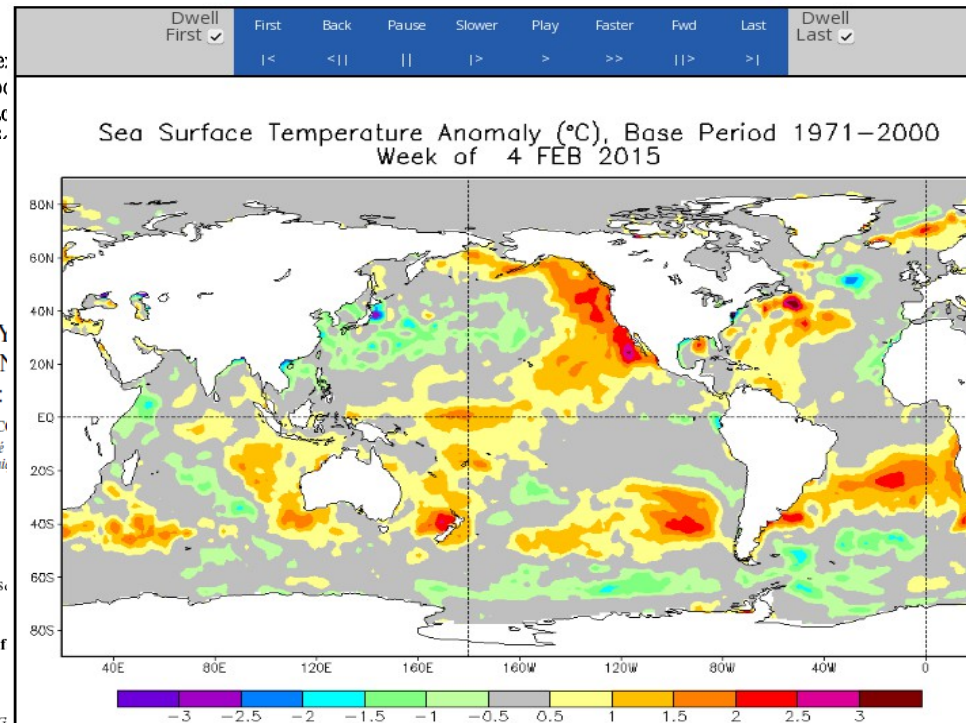 Dwell
First
First Back Pause Slower Play Faster Fwd Last
|< <|| || |> > >> ||> >|
Dwell
Last
Sea Surface Temperature Anomaly (°C), Base Period 1971-2000
Week of 4 FEB 2015
80N
60N
40N
20N
EQ
20S
40S
60S
80S
40E 80E 120E 160E 160W 120W 80W 40W 0
-3 -2.5 -2 -1.5 -1 -0.5 0.5 1 1.5 2 2.5 3